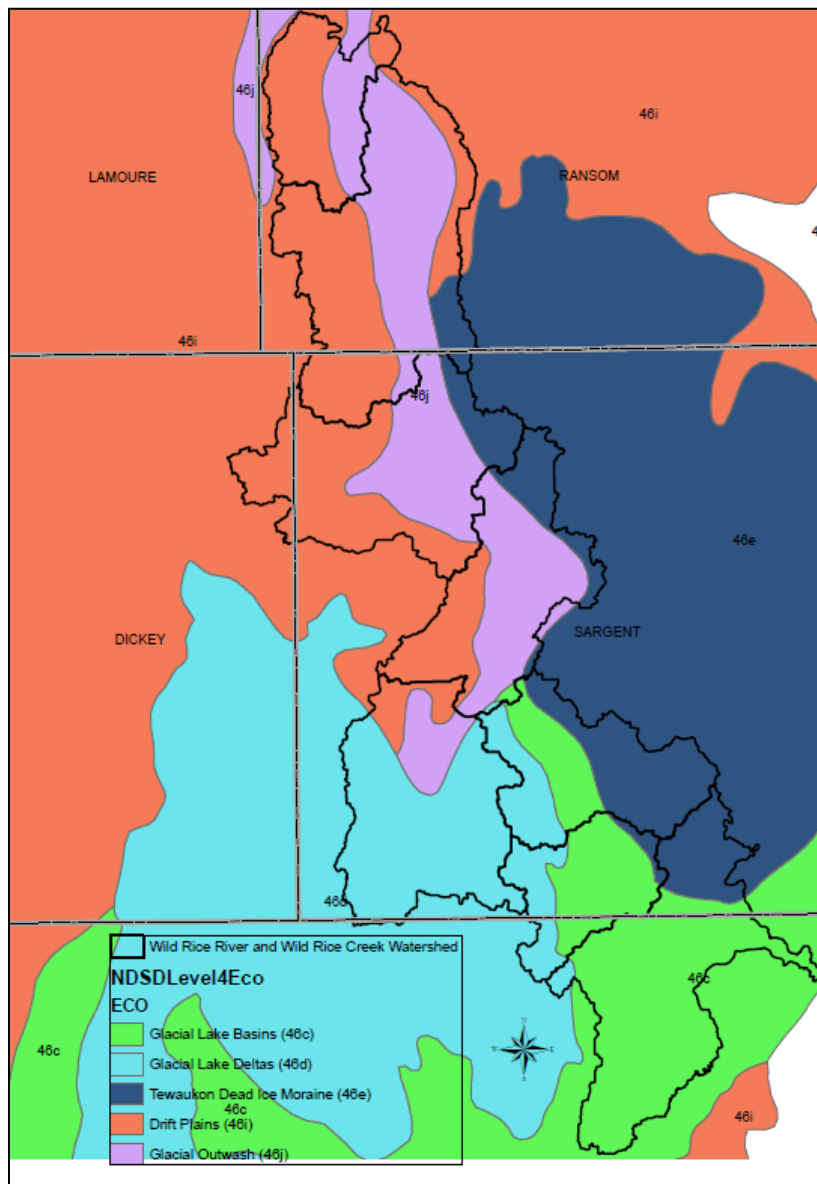 46j
46i
LAMOURE
RANSOM
4
46i
46j
46e
DICKEY
SARGENT
46d
Wild Rice River and Wild Rice Creek Watershed
NDSDLevel4Eco
46c
ECO
Glacial Lake Basins (46c)
46c
Glacial Lake Deltas (46d)
Tewaukon Dead Ice Moraine (46e)
46c
Drift Plains (46i)
46i
Glacial Outwash (46j)